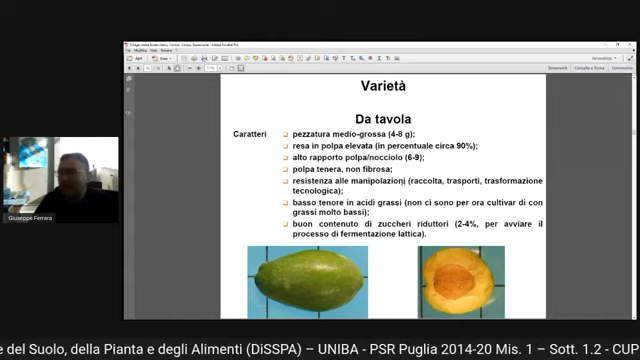 Varietà
Da tavola
Caratteri
pezzatura medio-grossa (4-8 g);
resa in polpa elevata (in percentuale circa 90%);
alto rapporto polpa/nocciolo (6-9);
polpa tenera, non fibrosa;
resistenza alle manipolazioni (raccolta, trasporti, trasformazione
tecnologica);
basso tenore in acidi grassi (non ci sono per ora cultivar di con
grassi molto bassi);
buon contenuto di zuccheri riduttori (2-4%, per avviare il
processo di fermentazione lattica).
Giuseppe Ferrara
e del Suolo, della Pianta e degli Alimenti (DiSSPA) – UNIBA - PSR Puglia 2014-20 Mis. 1 – Sott. 1.2 - CUP